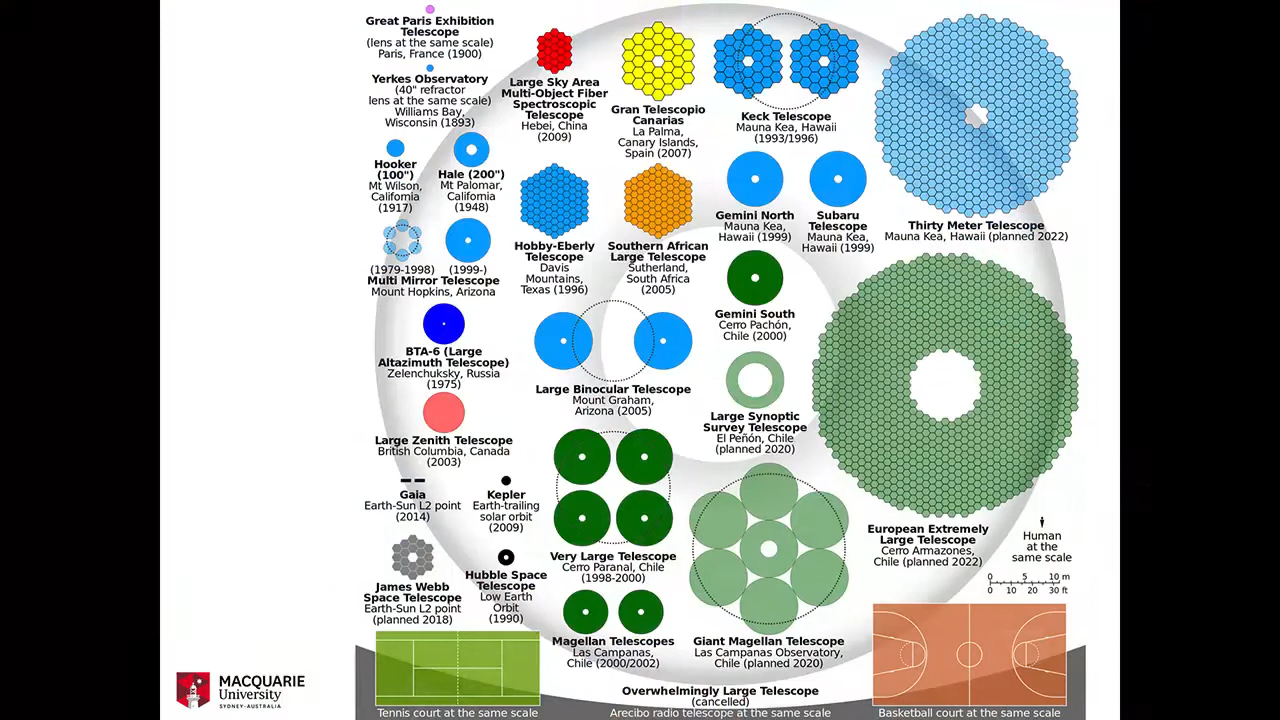 Great Paris Exhibition
Telescope
(lens at the same scale)
Paris, France (1900)
Yerkes Observatory
(40" refractor
lens at the same scale)
Williams Bay,
Wisconsin (1893)
Hooker
(100")
Mt Wilson,
California
(1917)
Hale (200")
Mt Palomar,
California
(1948)
(1979-1998) (1999-)
Multi Mirror Telescope
Mount Hopkins, Arizona
BTA-6 (Large
Altazimuth Telescope)
Zelenchuksky, Russia
(1975)
Large Zenith Telescope
British Columbia, Canada
(2003)
Gaia
Earth-Sun L2 point
(2014)
Kepler
Earth-trailing
solar orbit
(2009)
James Webb
Space Telescope
Earth-Sun L2 point
(planned 2018)
Hubble Space
Telescope
Low Earth
Orbit
(1990)
Large Sky Area
Multi-Object Fiber
Spectroscopic
Telescope
Hebei, China
(2009)
Gran Telescopio
Canarias
La Palma,
Canary Islands,
Spain (2007)
Hobby-Eberly
Telescope
Davis
Mountains,
Texas (1996)
Southern African
Large Telescope
Sutherland,
South Africa
(2005)
Large Binocular Telescope
Mount Graham,
Arizona (2005)
Very Large Telescope
Cerro Paranal, Chile
(1998-2000)
Magellan Telescopes
Las Campanas,
Chile (2000/2002)
Keck Telescope
Mauna Kea, Hawaii
(1993/1996)
Gemini North
Mauna Kea,
Hawaii (1999)
Subaru
Telescope
Mauna Kea,
Hawaii (1999)
Gemini South
Cerro Pachón,
Chile (2000)
Large Synoptic
Survey Telescope
El Peñón, Chile
(planned 2020)
Giant Magellan Telescope
Las Campanas Observatory,
Chile (planned 2020)
Thirty Meter Telescope
Mauna Kea, Hawaii (planned 2022)
European Extremely
Large Telescope
Cerro Armazones,
Chile (planned 2022)
Human
at the
same scale
0 5 10 m
0 10 20 30 ft
Overwhelmingly Large Telescope
(cancelled)
Tennis court at the same scale
Arecibo radio telescope at the same scale
Basketball court at the same scale
MACQUARIE
University
SYDNEY·AUSTRALIA